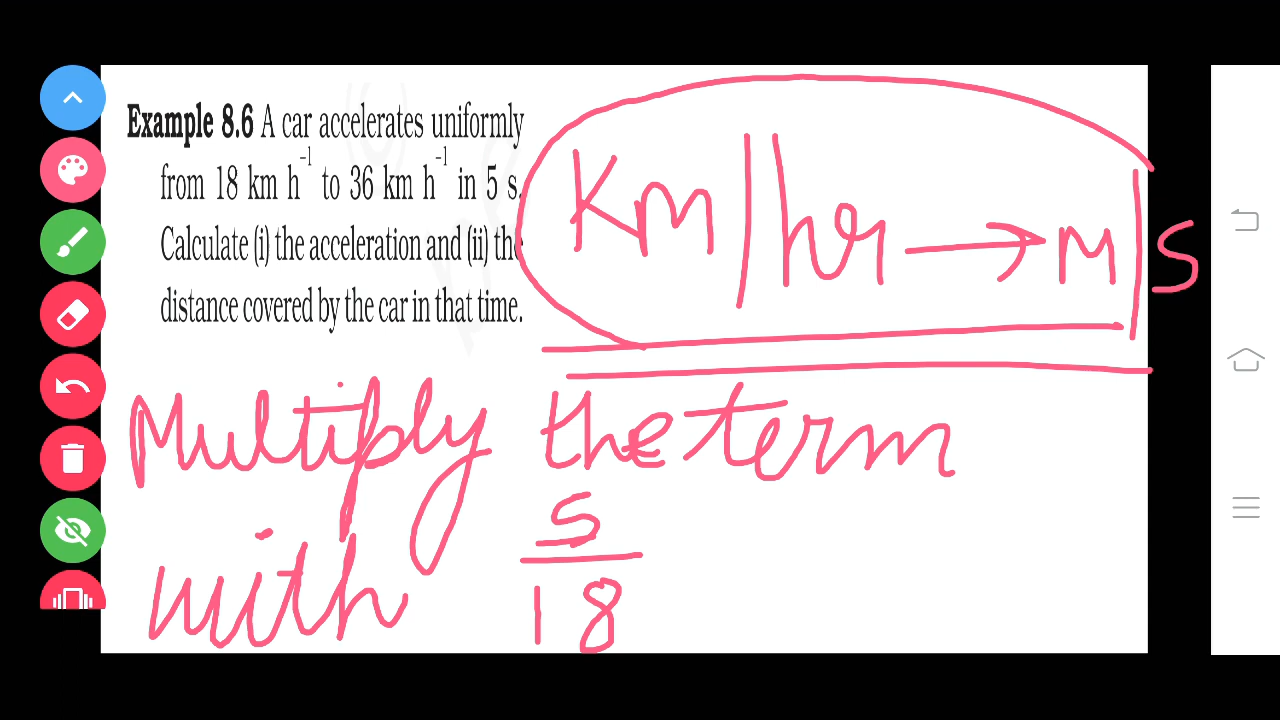 Example 8.6 A car accelerates uniformly
from 18 km h⁻¹ to 36 km h⁻¹ in 5 s.
Calculate (i) the acceleration and (ii) the
distance covered by the car in that time.
Km/hr → m/s
Multiply the term
with 5/18